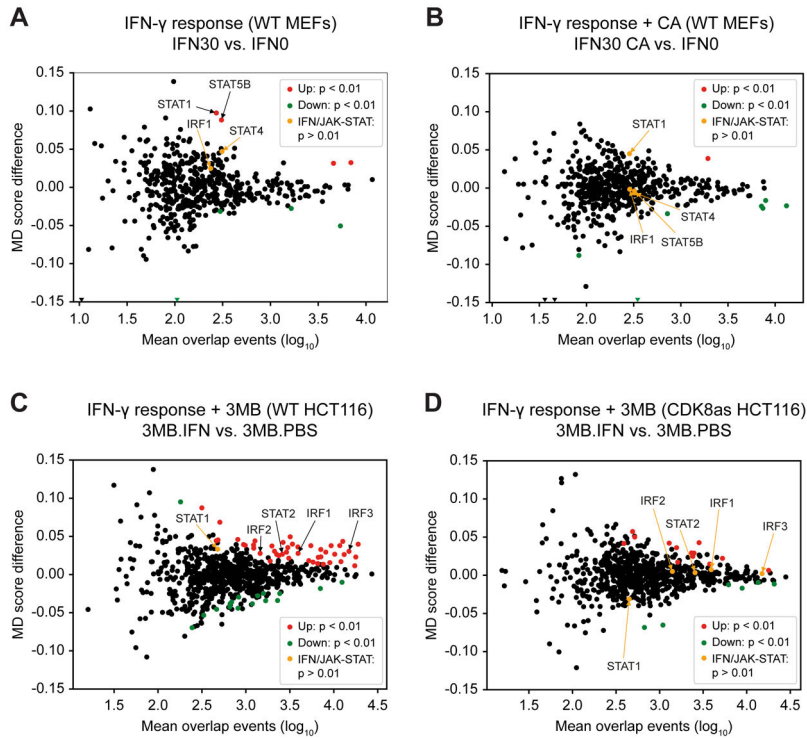 A
IFN-γ response (WT MEFs)
IFN30 vs. IFN0
MD score difference
0.15
0.10
0.05
0.00
-0.05
-0.10
-0.15
STAT5B
STAT1
IRF1
STAT4
Up: p < 0.01
Down: p < 0.01
IFN/JAK-STAT:
p > 0.01
1.0 1.5 2.0 2.5 3.0 3.5 4.0
Mean overlap events (log10)
B
IFN-γ response + CA (WT MEFs)
IFN30 CA vs. IFN0
MD score difference
0.15
0.10
0.05
0.00
-0.05
-0.10
-0.15
STAT1
STAT4
IRF1
STAT5B
Up: p < 0.01
Down: p < 0.01
IFN/JAK-STAT:
p > 0.01
1.0 1.5 2.0 2.5 3.0 3.5 4.0
Mean overlap events (log10)
C
IFN-γ response + 3MB (WT HCT116)
3MB.IFN vs. 3MB.PBS
MD score difference
0.15
0.10
0.05
0.00
-0.05
-0.10
-0.15
STAT1
IRF2
STAT2
IRF1
IRF3
Up: p < 0.01
Down: p < 0.01
IFN/JAK-STAT:
p > 0.01
1.5 2.0 2.5 3.0 3.5 4.0 4.5
Mean overlap events (log10)
D
IFN-γ response + 3MB (CDK8as HCT116)
3MB.IFN vs. 3MB.PBS
MD score difference
0.15
0.10
0.05
0.00
-0.05
-0.10
-0.15
IRF2
STAT2
IRF1
IRF3
STAT1
Up: p < 0.01
Down: p < 0.01
IFN/JAK-STAT:
p > 0.01
1.5 2.0 2.5 3.0 3.5 4.0 4.5
Mean overlap events (log10)